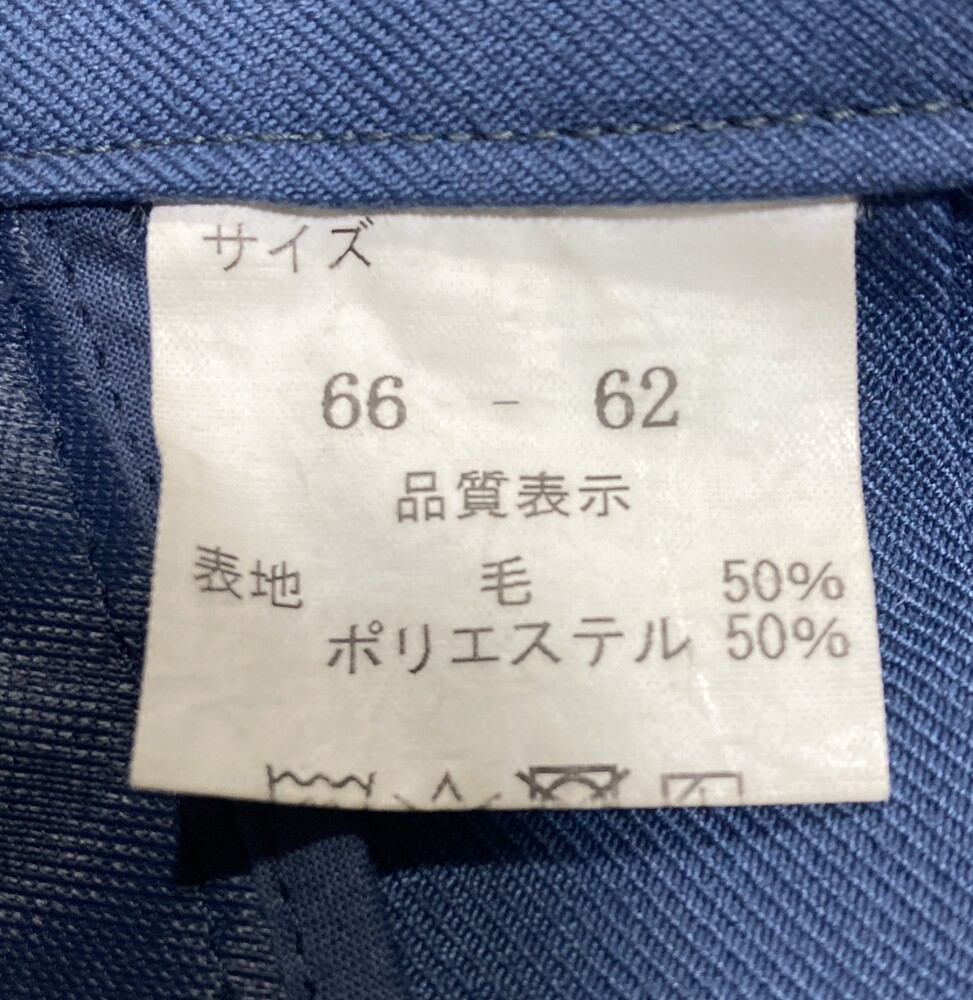 サイズ
66 - 62
品質表示
表地 毛 50%
ポリエステル 50%